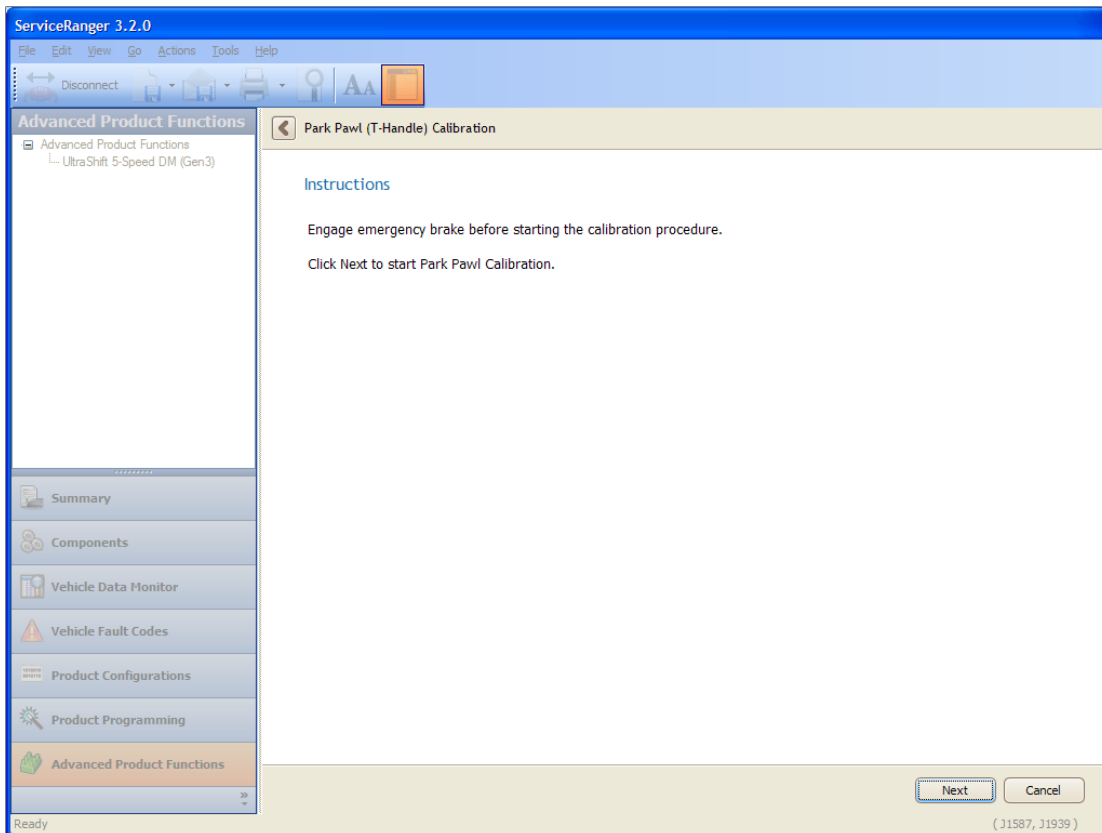 ServiceRanger 3.2.0
File Edit View Go Actions Tools Help
Disconnect AA
Advanced Product Functions
Park Pawl (T-Handle) Calibration
Advanced Product Functions
UltraShift 5-Speed DM (Gen3)
Instructions
Engage emergency brake before starting the calibration procedure.
Click Next to start Park Pawl Calibration.
Summary
Components
Vehicle Data Monitor
Vehicle Fault Codes
Product Configurations
Product Programming
Advanced Product Functions
Next Cancel
Ready
( J1587, J1939 )